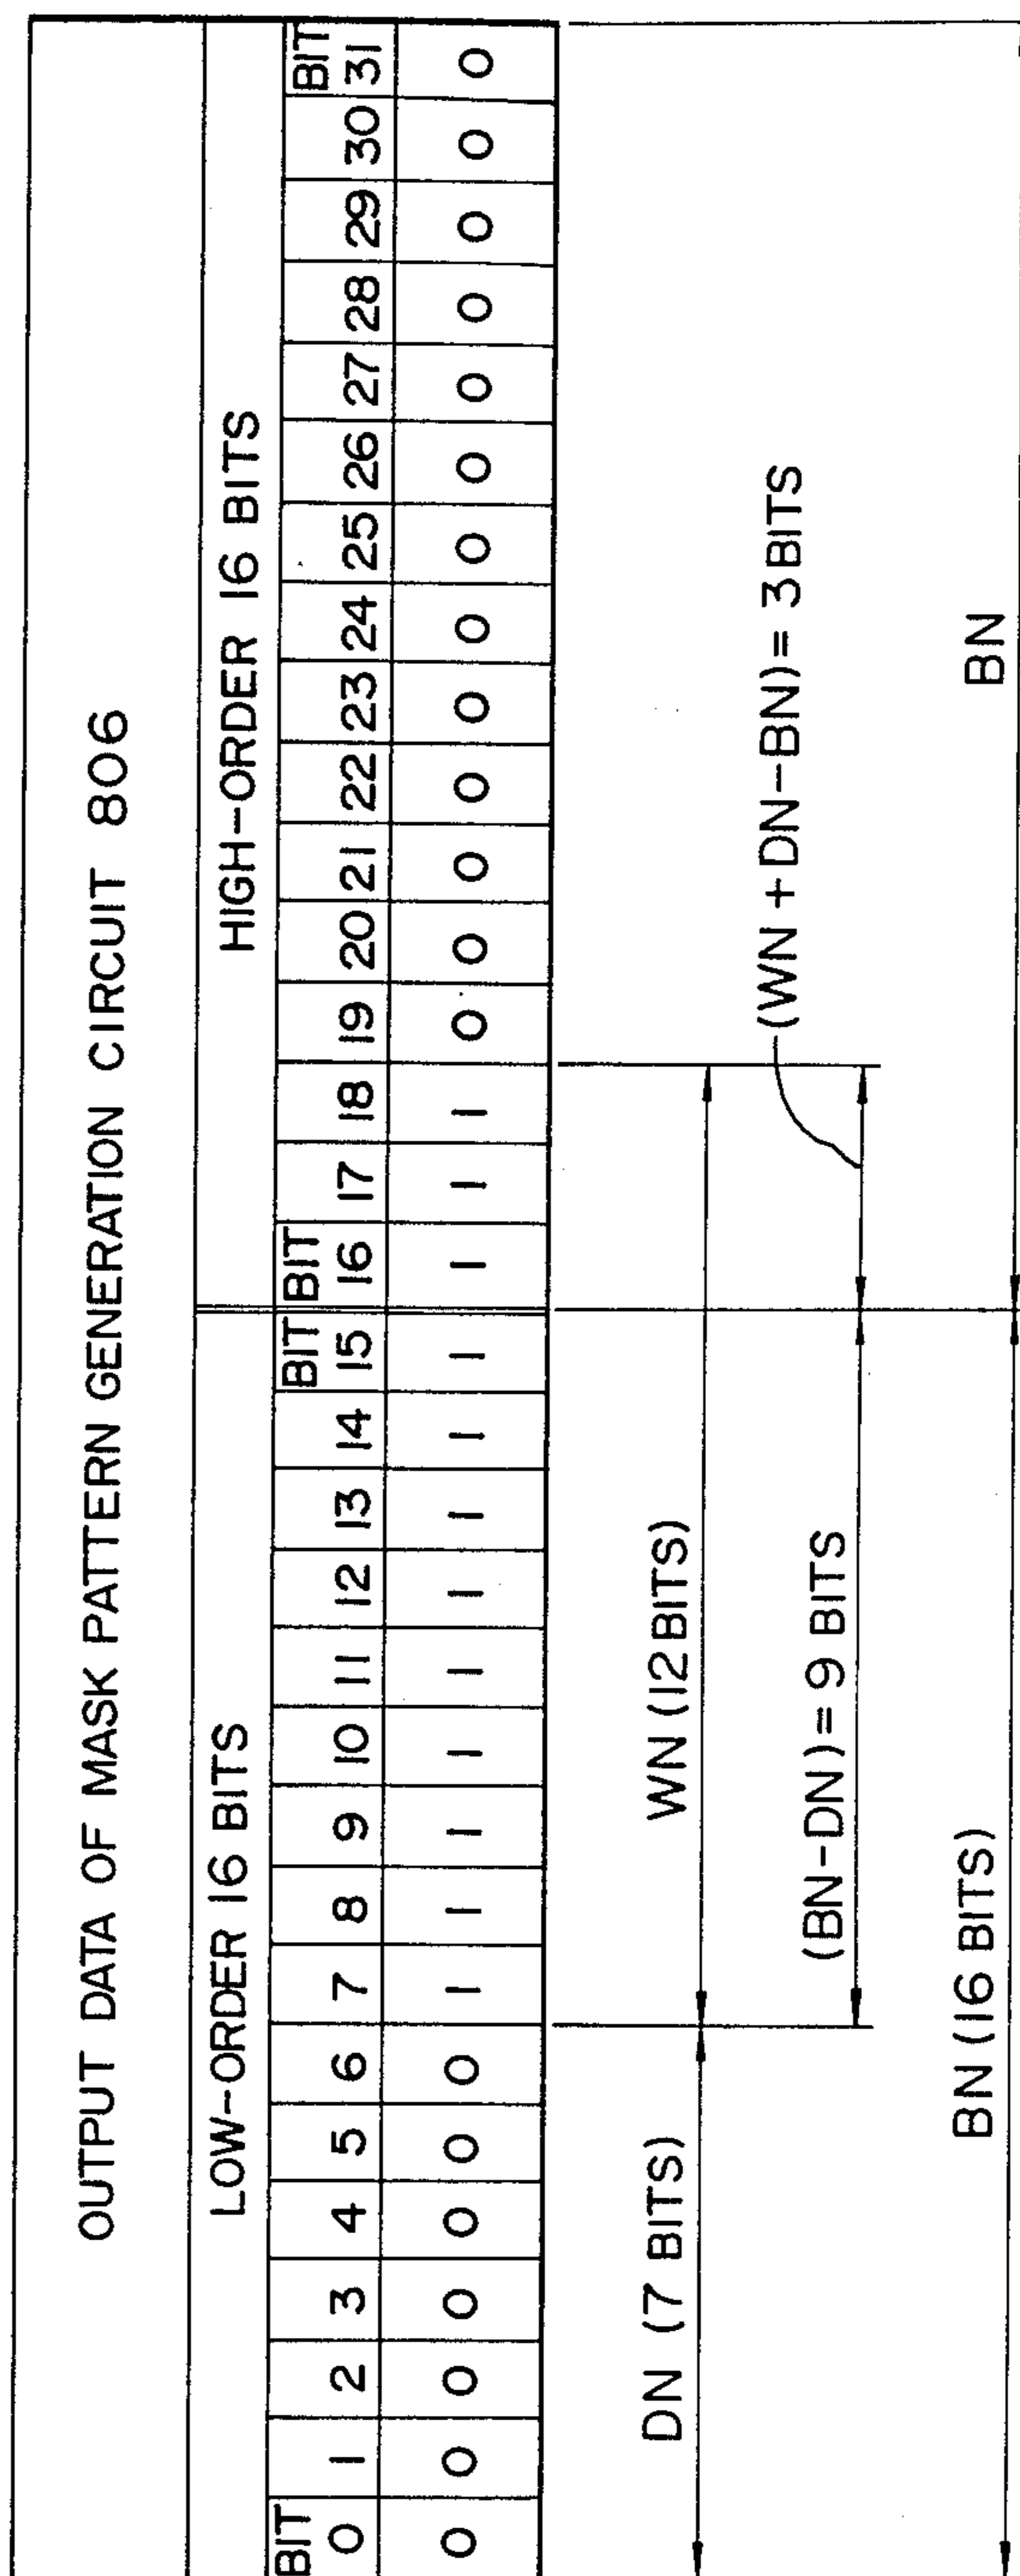 OUTPUT DATA OF MASK PATTERN GENERATION CIRCUIT 806
LOW-ORDER 16 BITS HIGH-ORDER 16 BITS
BIT BIT BIT BIT
0 1 2 3 4 5 6 7 8 9 10 11 12 13 14 15 16 17 18 19 20 21 22 23 24 25 26 27 28 29 30 31
0 0 0 0 0 0 0 1 1 1 1 1 1 1 1 1 1 1 1 0 0 0 0 0 0 0 0 0 0 0 0 0
DN (7 BITS) WN (12 BITS)
(WN + DN-BN) = 3 BITS
(BN-DN) = 9 BITS
BN (16 BITS) BN